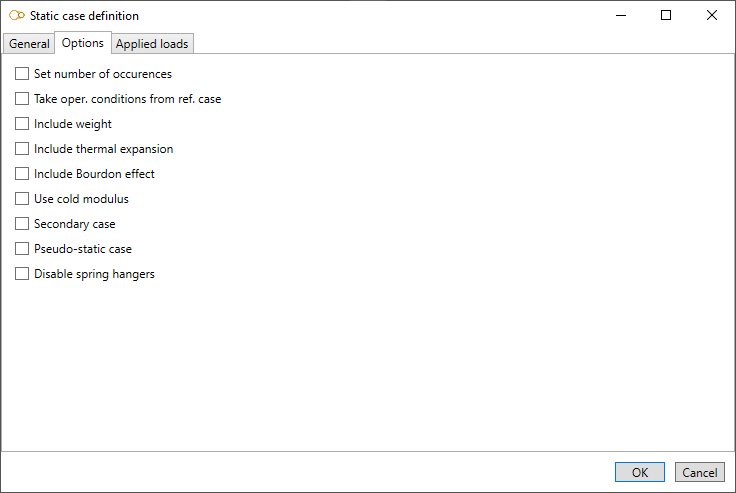 Static case definition
General Options Applied loads
Set number of occurences
Take oper. conditions from ref. case
Include weight
Include thermal expansion
Include Bourdon effect
Use cold modulus
Secondary case
Pseudo-static case
Disable spring hangers
OK Cancel